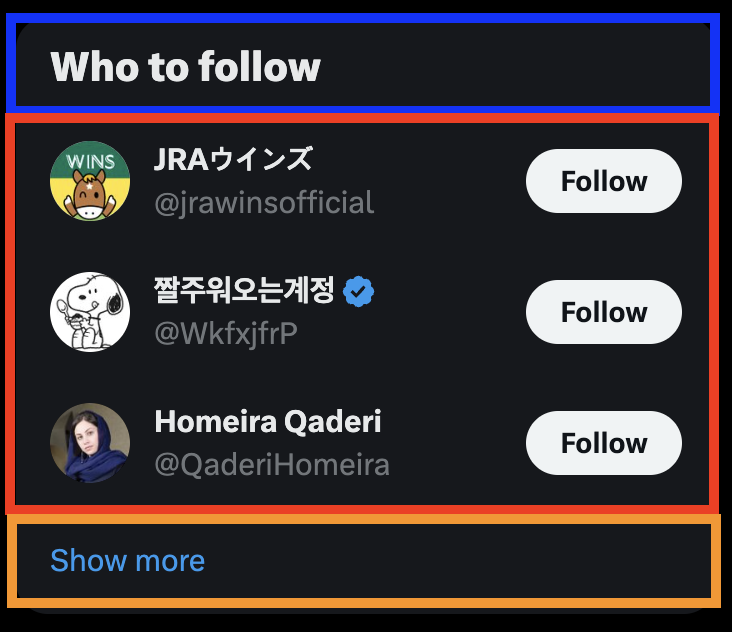 Who to follow
WINS
JRAウインズ
@jrawinsofficial
Follow
짤주워오는계정
@WkfxjfrP
Follow
Homeira Qaderi
@QaderiHomeira
Follow
Show more